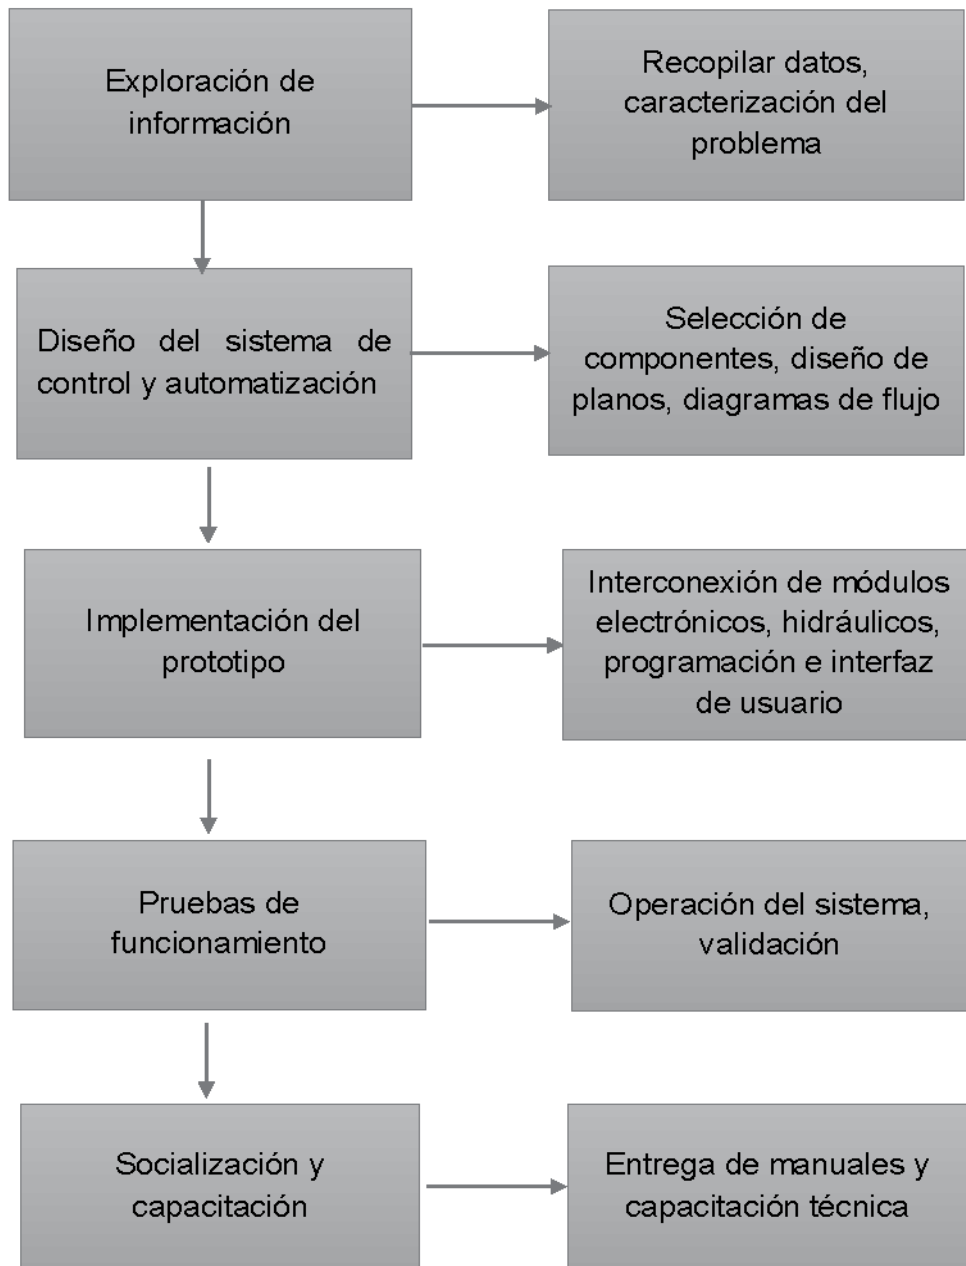 Exploración de
información
Recopilar datos,
caracterización del
problema
Diseño del sistema de
control y automatización
Selección de
componentes, diseño de
planos, diagramas de flujo
Implementación del
prototipo
Interconexión de módulos
electrónicos, hidráulicos,
programación e interfaz
de usuario
Pruebas de
funcionamiento
Operación del sistema,
validación
Socialización y
capacitación
Entrega de manuales y
capacitación técnica